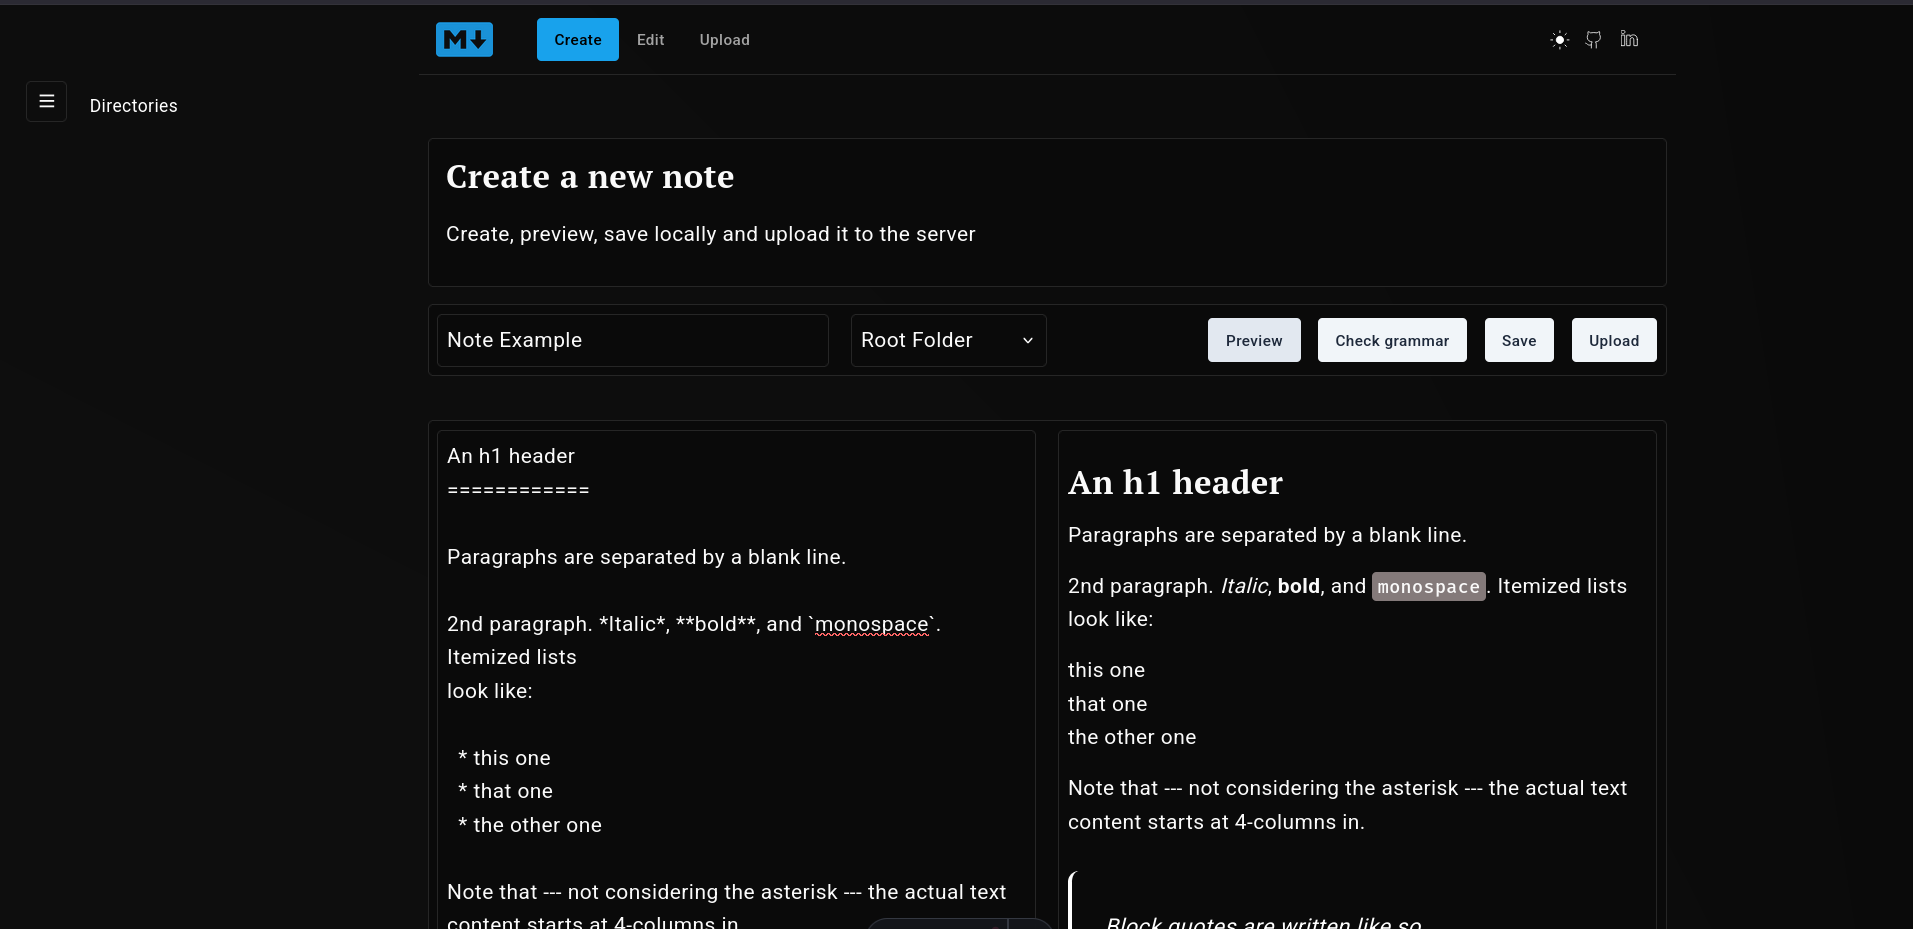 M↓
Create
Edit
Upload
in
Directories
Create a new note
Create, preview, save locally and upload it to the server
Note Example
Root Folder
Preview
Check grammar
Save
Upload
An h1 header
============
Paragraphs are separated by a blank line.
2nd paragraph. *Italic*, **bold**, and `monospace`.
Itemized lists
look like:
* this one
* that one
* the other one
Note that --- not considering the asterisk --- the actual text
content starts at 4-columns in
An h1 header
Paragraphs are separated by a blank line.
2nd paragraph. Italic, bold, and monospace. Itemized lists
look like:
this one
that one
the other one
Note that --- not considering the asterisk --- the actual text
content starts at 4-columns in.
Block quotes are written like so